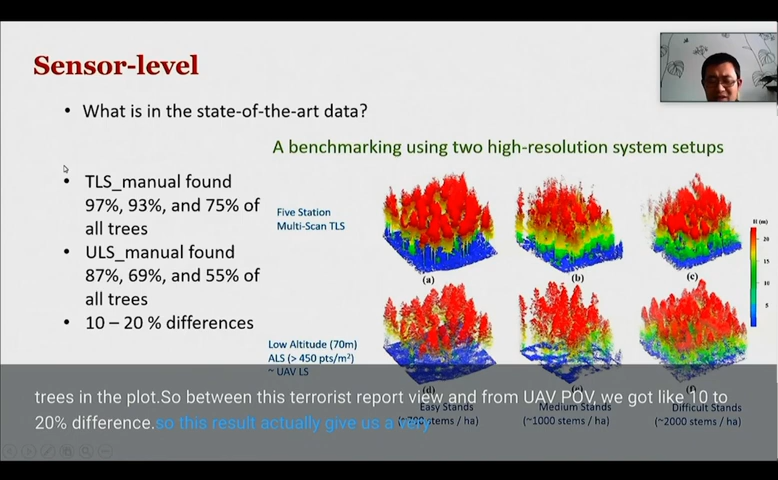 Sensor-level
• What is in the state-of-the-art data?
A benchmarking using two high-resolution system setups
• TLS_manual found
97%, 93%, and 75% of
all trees
• ULS_manual found
87%, 69%, and 55% of
all trees
• 10 – 20 % differences
Five Station
Multi-Scan TLS
(a)
(b)
(c)
H (m)
20
15
10
5
Low Altitude (70m)
ALS (> 450 pts/m²)
~ UAV LS
(d)
(f)
Easy Stands
stems / ha)
Medium Stands
(~1000 stems / ha)
Difficult Stands
(~2000 stems / ha)
trees in the plot.So between this terrorist report view and from UAV POV, we got like 10 to
20% difference.so this result actually give us a very